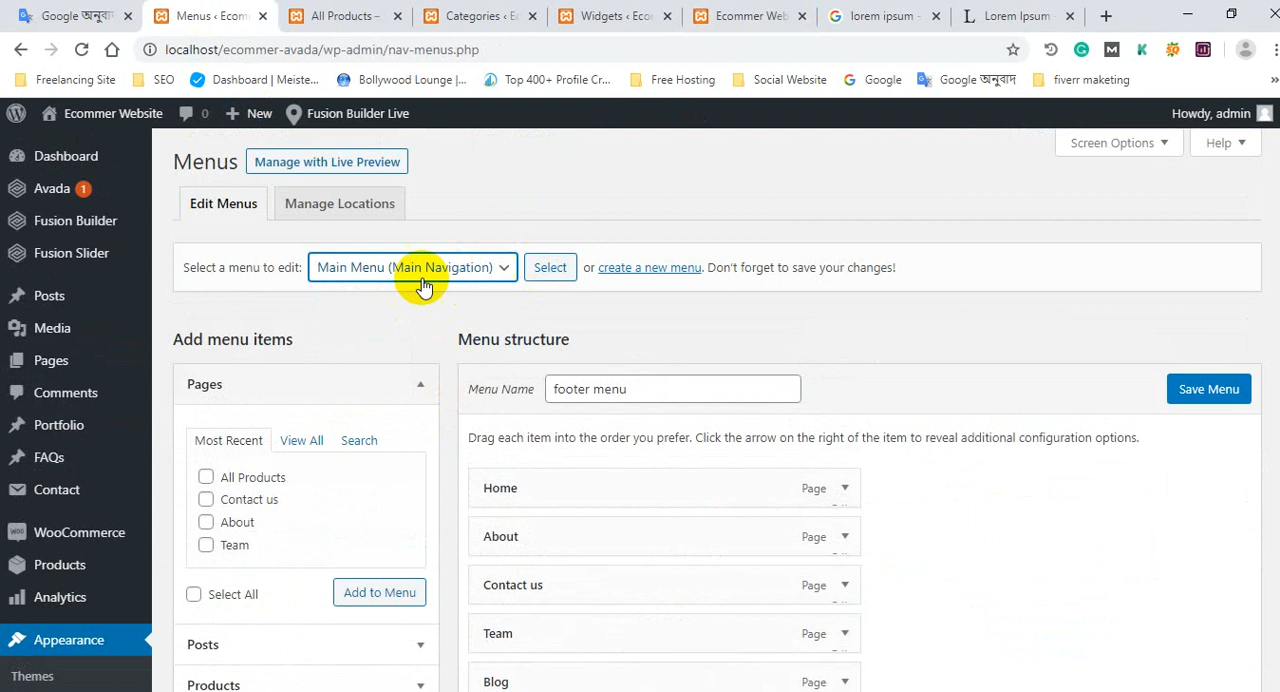 Google অনুবাদ
Menus ‹ Ecom
All Products –
Categories ‹ E
Widgets ‹ Ecom
Ecommer Web
lorem ipsum -
Lorem Ipsum
localhost/ecommer-avada/wp-admin/nav-menus.php
Freelancing Site
SEO
Dashboard | Meiste...
Bollywood Lounge |...
Top 400+ Profile Cr...
Free Hosting
Social Website
Google
Google অনুবাদ
fiverr maketing
»
Ecommer Website
0
New
Fusion Builder Live
Howdy, admin
Dashboard
Avada 1
Fusion Builder
Fusion Slider
Posts
Media
Pages
Comments
Portfolio
FAQs
Contact
WooCommerce
Products
Analytics
Appearance
Themes
Screen Options
Help
Menus
Manage with Live Preview
Edit Menus
Manage Locations
Select a menu to edit: Main Menu (Main Navigation) Select or create a new menu. Don't forget to save your changes!
Add menu items
Pages
Most Recent View All Search
All Products
Contact us
About
Team
Select All
Add to Menu
Posts
Products
Menu structure
Menu Name footer menu
Save Menu
Drag each item into the order you prefer. Click the arrow on the right of the item to reveal additional configuration options.
Home Page
About Page
Contact us Page
Team Page
Blog Page